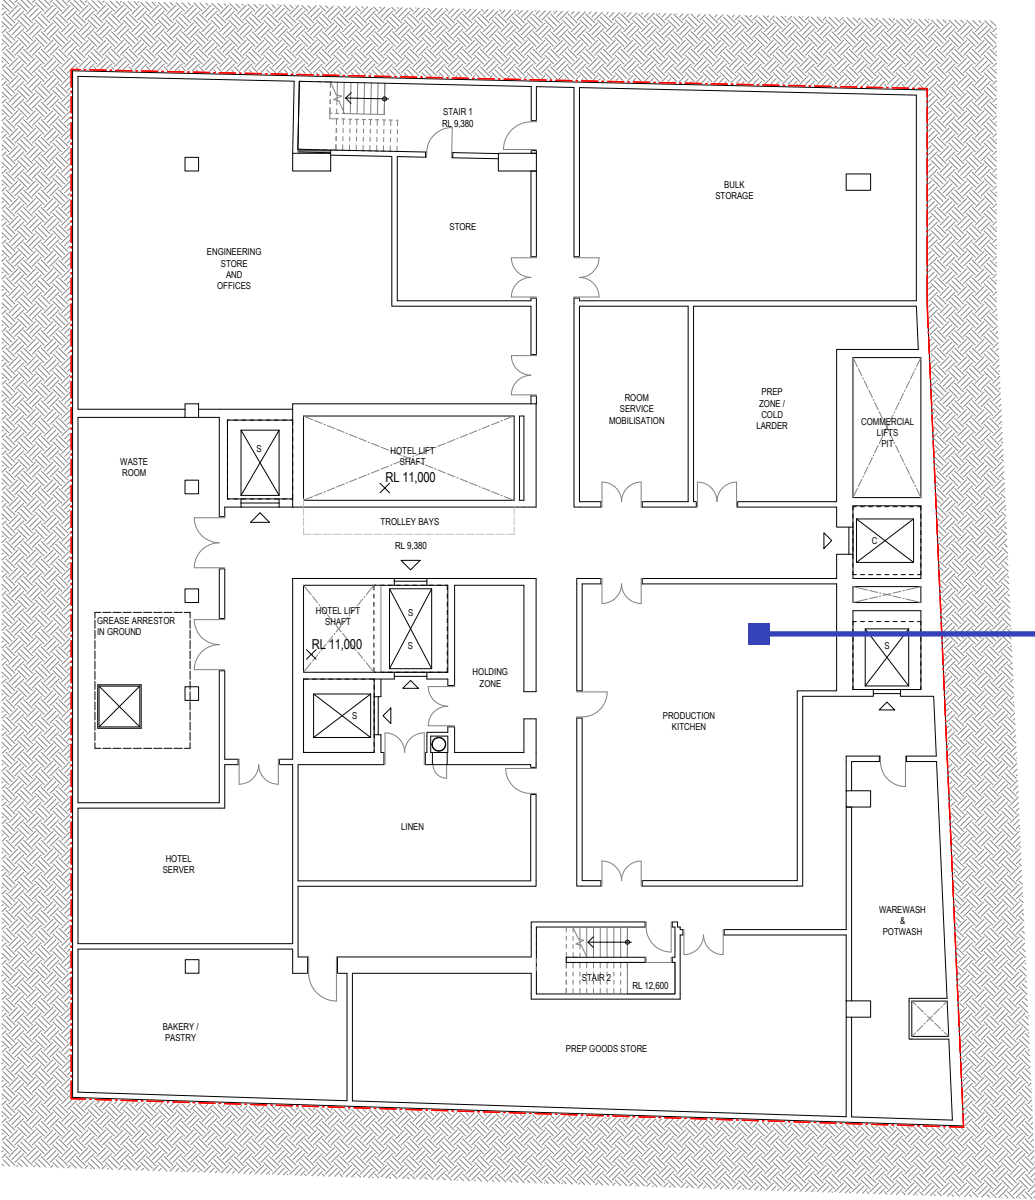 STAIR 1
RL 9,380
BULK
STORAGE
STORE
ENGINEERING
STORE
AND
OFFICES
ROOM
SERVICE
MOBILISATION
PREP
ZONE /
COLD
LARDER
COMMERCIAL
LIFTS
PIT
WASTE
ROOM
S
HOTEL LIFT
SHAFT
RL 11,000
TROLLEY BAYS
RL 9,380
C
GREASE ARRESTOR
IN GROUND
HOTEL LIFT
SHAFT
RL 11,000
S
S
S
HOLDING
ZONE
S
PRODUCTION
KITCHEN
LINEN
HOTEL
SERVER
WAREWASH
&
POTWASH
STAIR 2
RL 12,600
BAKERY /
PASTRY
PREP GOODS STORE